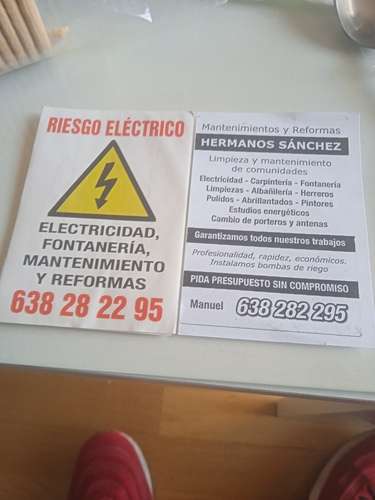 RIESGO ELÉCTRICO
ELECTRICIDAD,
FONTANERÍA,
MANTENIMIENTO
Y REFORMAS
638 28 22 95
Mantenimientos y Reformas
HERMANOS SÁNCHEZ
Limpieza y mantenimiento
de comunidades
Electricidad - Carpintería - Fontanería
Limpiezas - Albañilería - Herreros
Pulidos - Abrillantados - Pintores
Estudios energéticos
Cambio de porteros y antenas
Garantizamos todos nuestros trabajos
Profesionalidad, rapidez, económicos.
Instalamos bombas de riego
PIDA PRESUPUESTO SIN COMPROMISO
Manuel 638 282 295